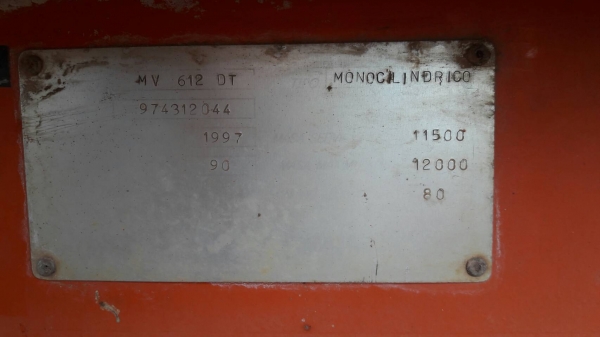 MV 612 DT MONOCILINDRICO
974312044
1997 11500
90 12000
80